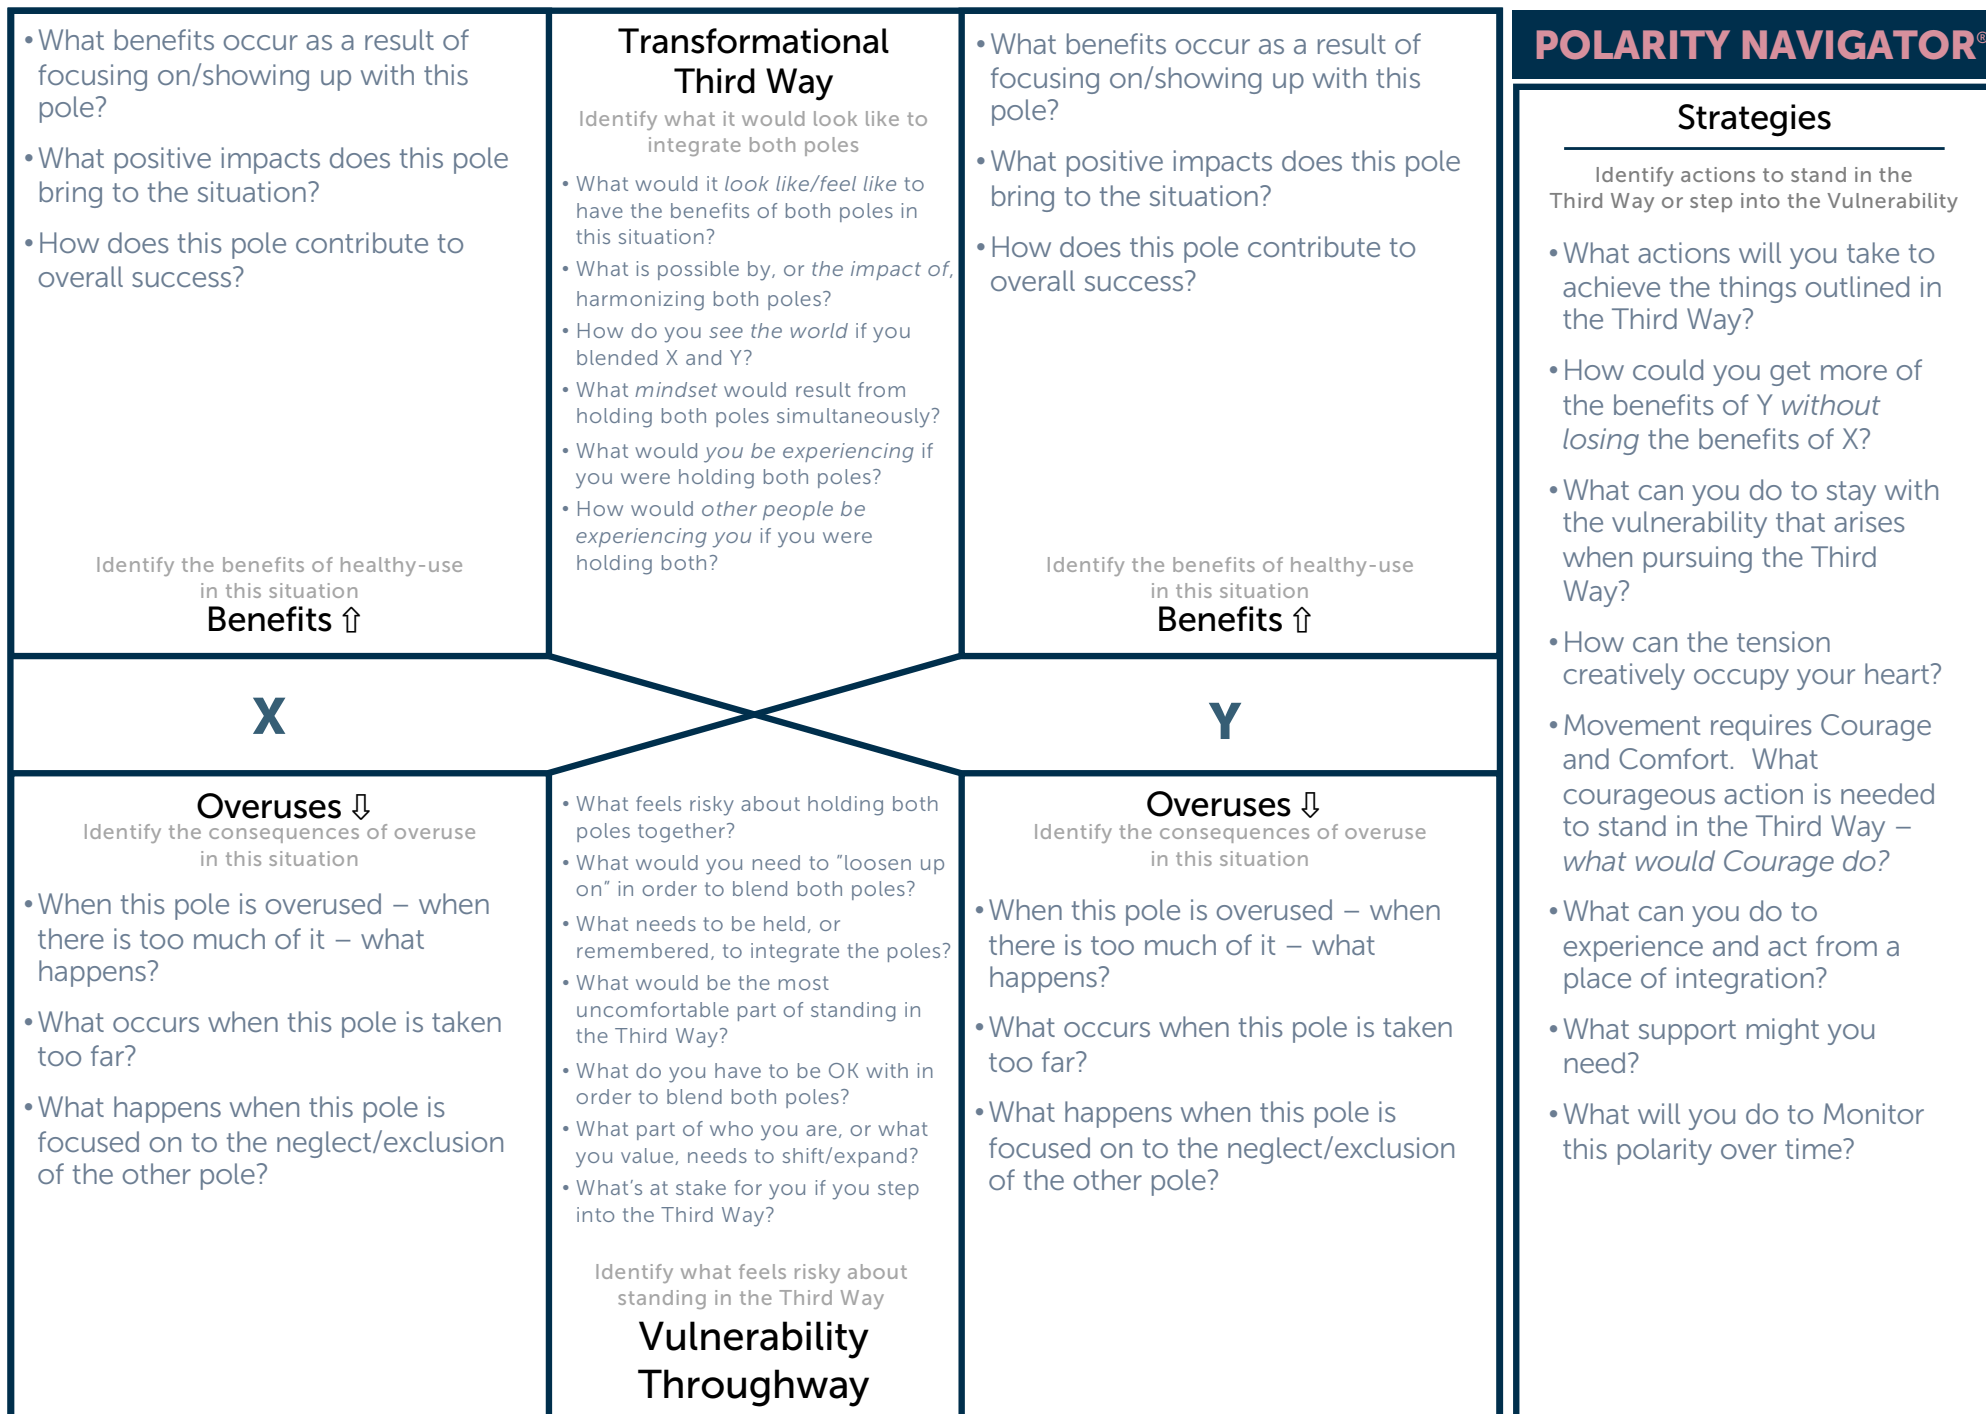 •What benefits occur as a result of
focusing on/showing up with this
pole?
•What positive impacts does this pole
bring to the situation?
•How does this pole contribute to
overall success?
Identify the benefits of healthy-use
in this situation
Benefits ⇧
Transformational
Third Way
Identify what it would look like to
integrate both poles
• What would it look like/feel like to
have the benefits of both poles in
this situation?
• What is possible by, or the impact of,
harmonizing both poles?
• How do you see the world if you
blended X and Y?
• What mindset would result from
holding both poles simultaneously?
• What would you be experiencing if
you were holding both poles?
• How would other people be
experiencing you if you were
holding both?
•What benefits occur as a result of
focusing on/showing up with this
pole?
•What positive impacts does this pole
bring to the situation?
•How does this pole contribute to
overall success?
Identify the benefits of healthy-use
in this situation
Benefits ⇧
X
Y
Overuses ⇩
Identify the consequences of overuse
in this situation
•When this pole is overused – when
there is too much of it – what
happens?
•What occurs when this pole is taken
too far?
•What happens when this pole is
focused on to the neglect/exclusion
of the other pole?
• What feels risky about holding both
poles together?
• What would you need to "loosen up
on" in order to blend both poles?
• What needs to be held, or
remembered, to integrate the poles?
• What would be the most
uncomfortable part of standing in
the Third Way?
• What do you have to be OK with in
order to blend both poles?
• What part of who you are, or what
you value, needs to shift/expand?
• What's at stake for you if you step
into the Third Way?
Identify what feels risky about
standing in the Third Way
Vulnerability
Throughway
Overuses ⇩
Identify the consequences of overuse
in this situation
•When this pole is overused – when
there is too much of it – what
happens?
•What occurs when this pole is taken
too far?
•What happens when this pole is
focused on to the neglect/exclusion
of the other pole?
POLARITY NAVIGATOR®
Strategies
Identify actions to stand in the
Third Way or step into the Vulnerability
•What actions will you take to
achieve the things outlined in
the Third Way?
•How could you get more of
the benefits of Y without
losing the benefits of X?
•What can you do to stay with
the vulnerability that arises
when pursuing the Third
Way?
•How can the tension
creatively occupy your heart?
•Movement requires Courage
and Comfort. What
courageous action is needed
to stand in the Third Way –
what would Courage do?
•What can you do to
experience and act from a
place of integration?
•What support might you
need?
•What will you do to Monitor
this polarity over time?